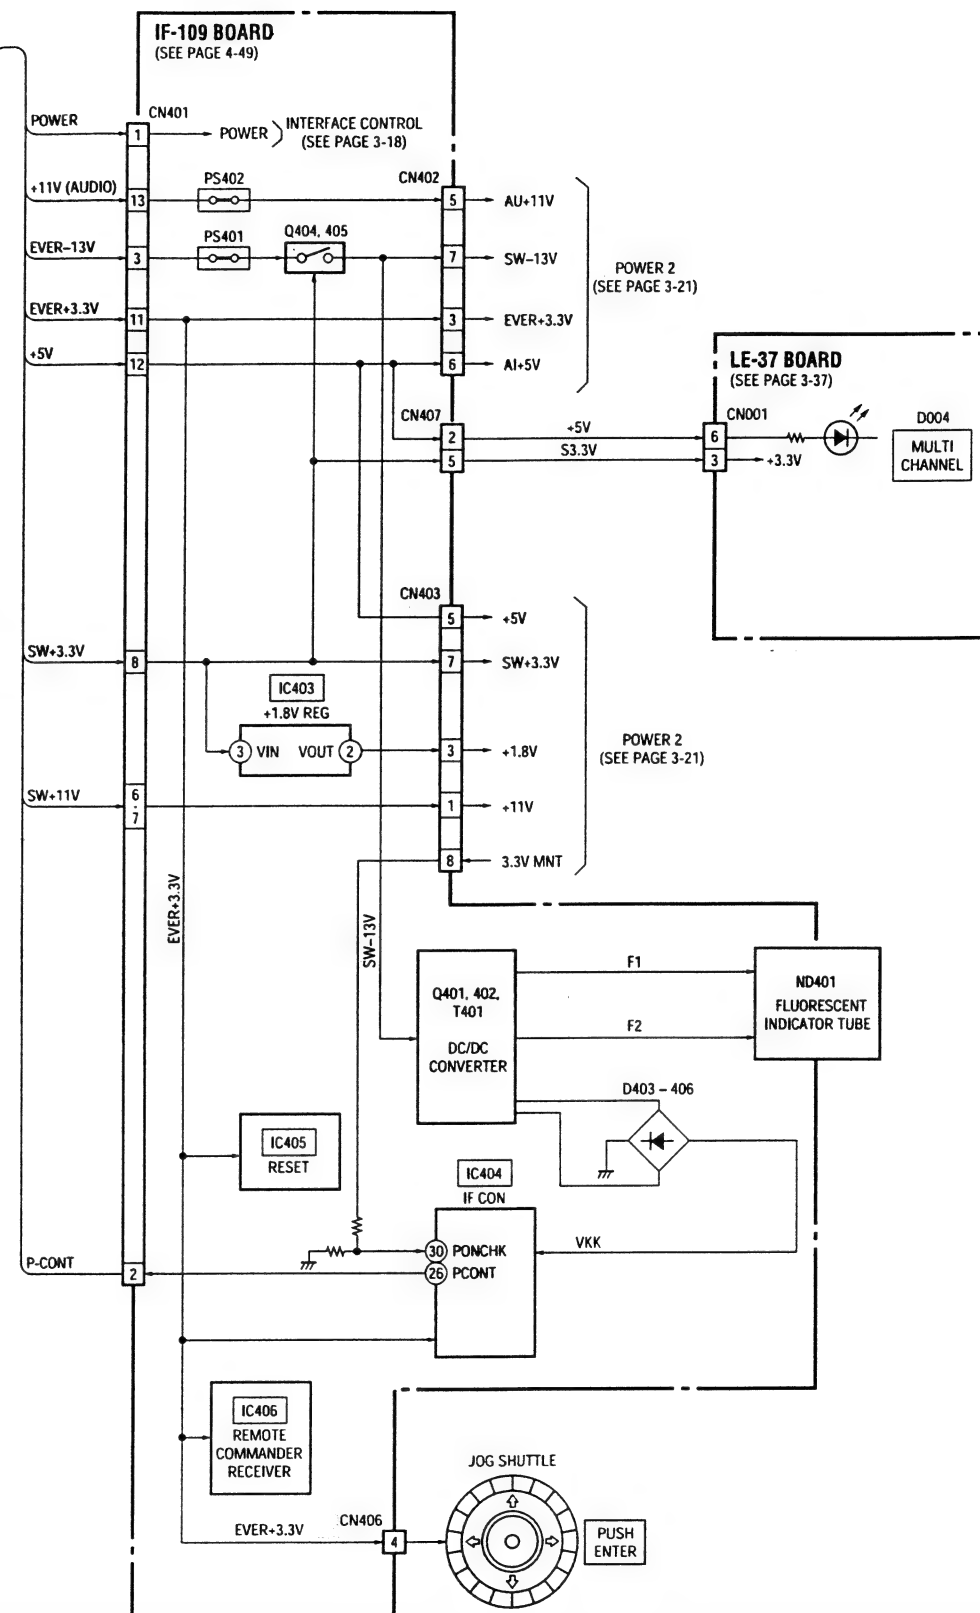 IF-109 BOARD
(SEE PAGE 4-49)
CN401
POWER
1
POWER
INTERFACE CONTROL
(SEE PAGE 3-18)
+11V (AUDIO)
13
PS402
CN402
5
AU+11V
EVER-13V
3
PS401
Q404, 405
7
SW-13V
POWER 2
(SEE PAGE 3-21)
EVER+3.3V
11
3
EVER+3.3V
+5V
12
6
AI+5V
LE-37 BOARD
(SEE PAGE 3-37)
CN407
2
+5V
5
S3.3V
CN001
6
3
+3.3V
D004
MULTI
CHANNEL
CN403
5
+5V
SW+3.3V
8
7
SW+3.3V
IC403
+1.8V REG
3
VIN
VOUT
2
3
+1.8V
POWER 2
(SEE PAGE 3-21)
SW+11V
6
-
7
1
+11V
8
3.3V MNT
EVER+3.3V
SW-13V
Q401, 402,
T401
DC/DC
CONVERTER
F1
F2
ND401
FLUORESCENT
INDICATOR TUBE
D403 – 406
IC405
RESET
IC404
IF CON
30
PONCHK
26
PCONT
VKK
P-CONT
2
IC406
REMOTE
COMMANDER
RECEIVER
EVER+3.3V
CN406
4
JOG SHUTTLE
PUSH
ENTER